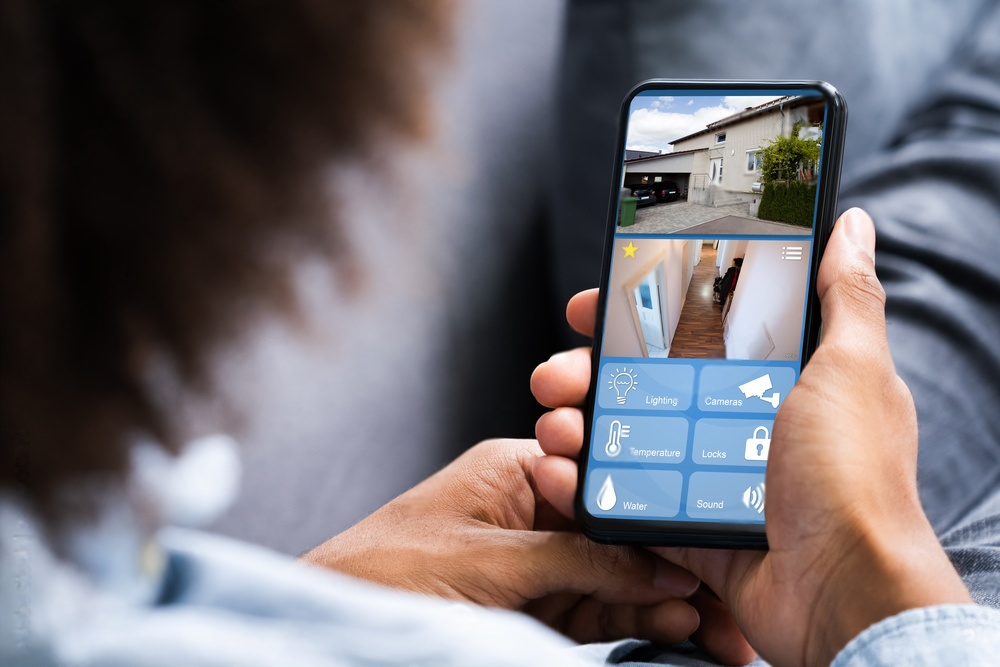 Lighting
Cameras
Temperature
Locks
Water
Sound